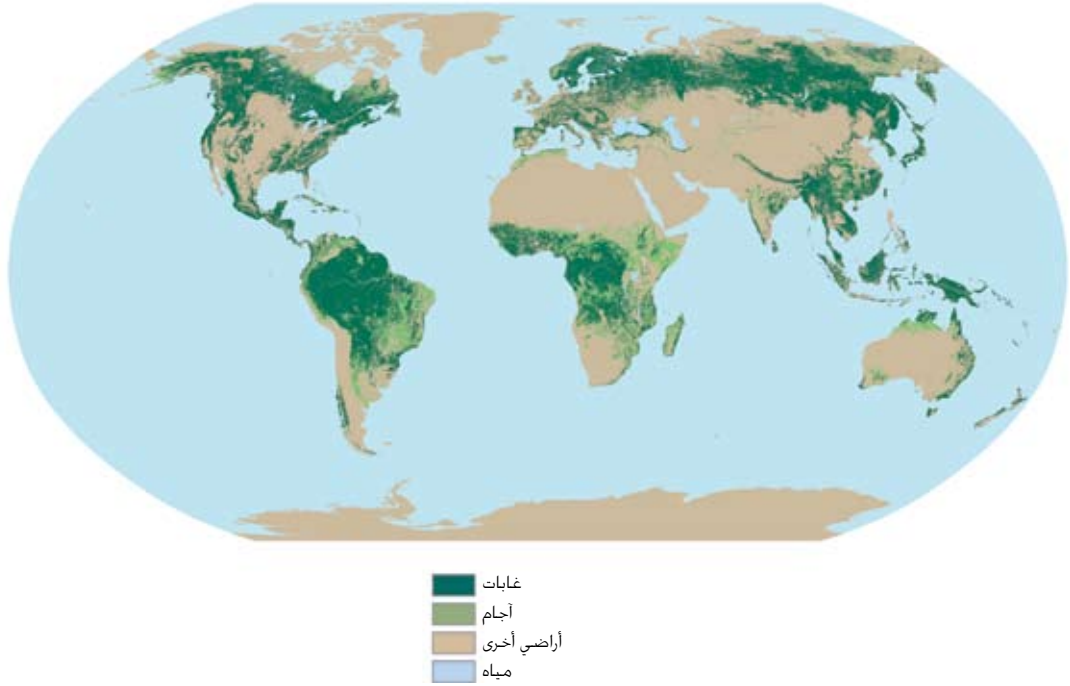 غابات
آجام
أراضي أخرى
مياه